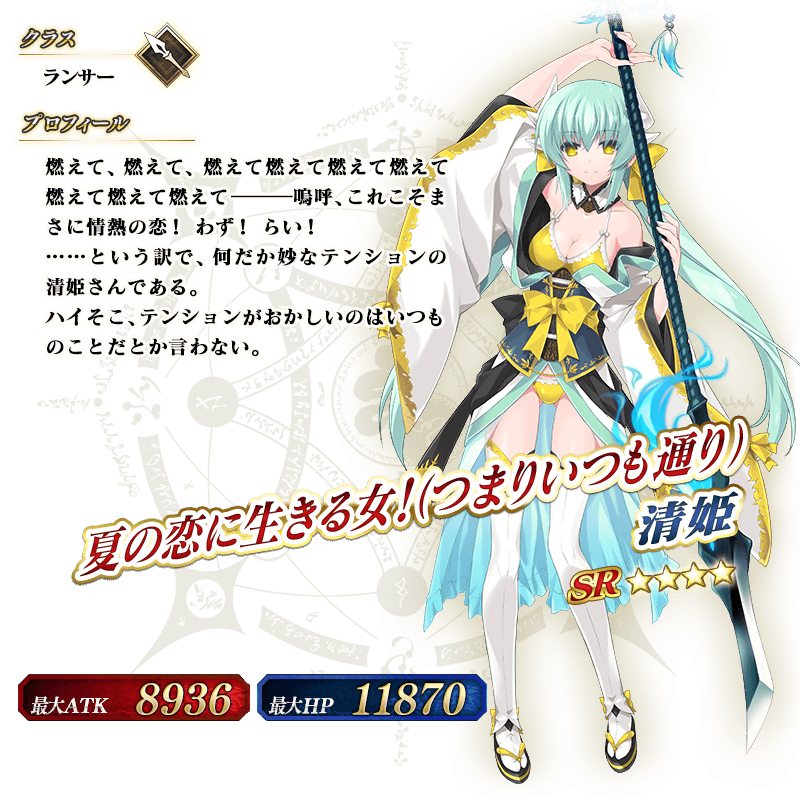 クラス
ランサー
プロフィール
燃えて、燃えて、燃えて燃えて燃えて燃えて
燃えて燃えて燃えて―――嗚呼、これこそま
さに情熱の恋! わず! らい!
……という訳で、何だか妙なテンションの
清姫さんである。
ハイそこ、テンションがおかしいのはいつも
のことだとか言わない。
夏の恋に生きる女!(つまりいつも通り)
清姫
SR
最大ATK 8936
最大HP 11870